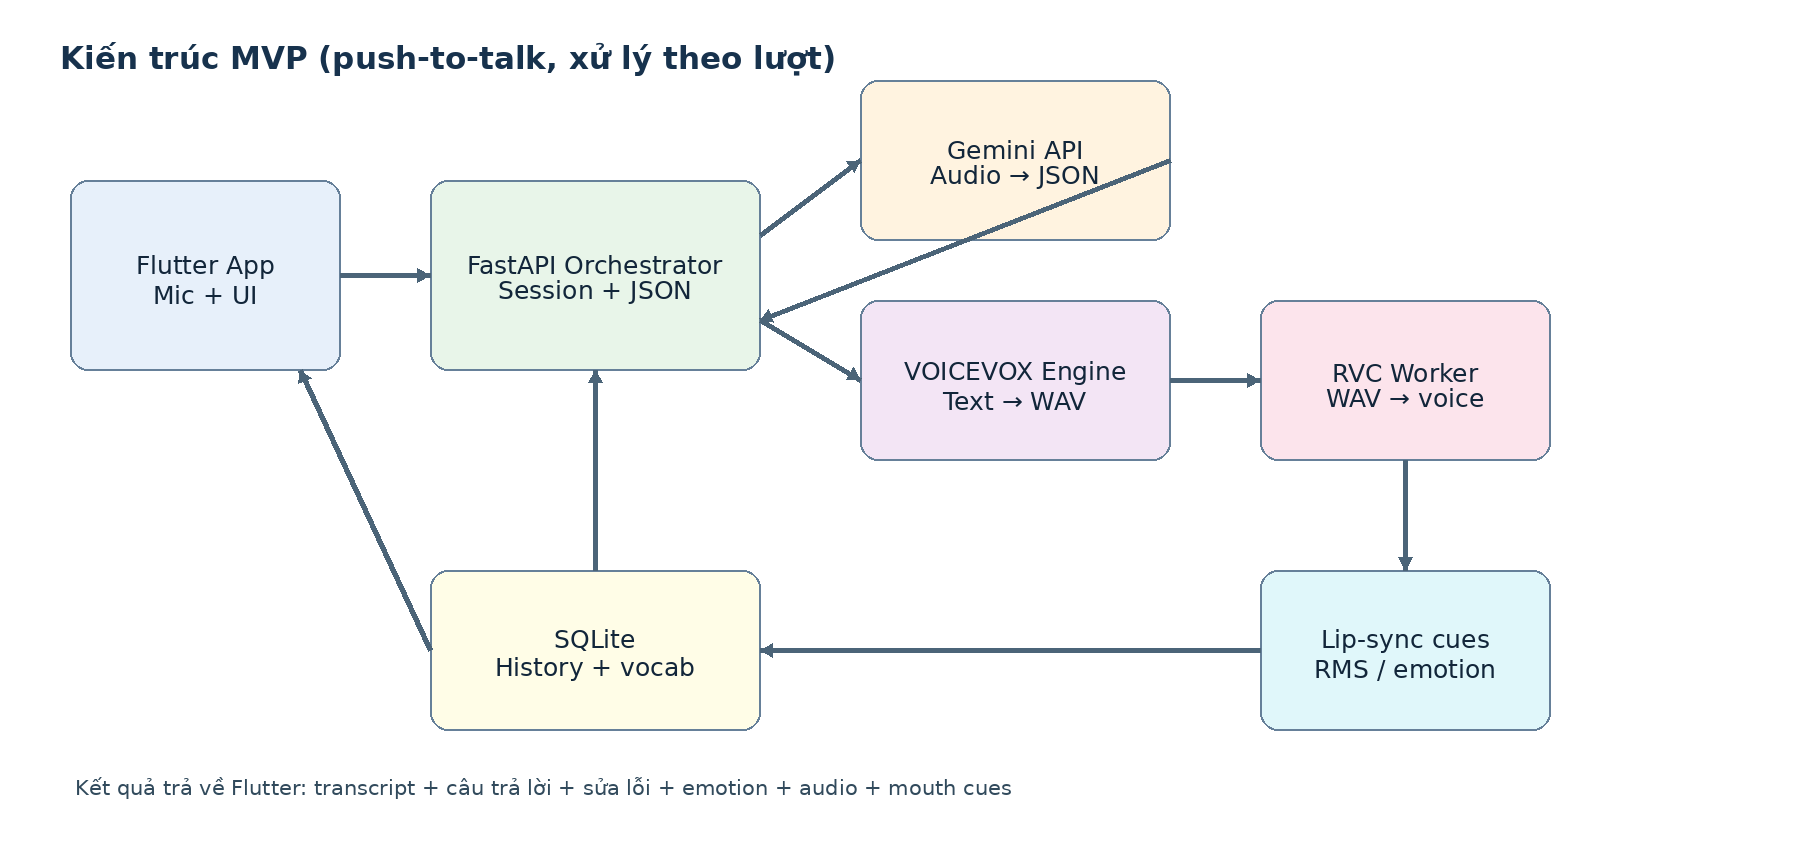 Kiến trúc MVP (push-to-talk, xử lý theo lượt)
Gemini API
Audio → JSON
Flutter App
Mic + UI
FastAPI Orchestrator
Session + JSON
VOICEVOX Engine
Text → WAV
RVC Worker
WAV → voice
SQLite
History + vocab
Lip-sync cues
RMS / emotion
Kết quả trả về Flutter: transcript + câu trả lời + sửa lỗi + emotion + audio + mouth cues